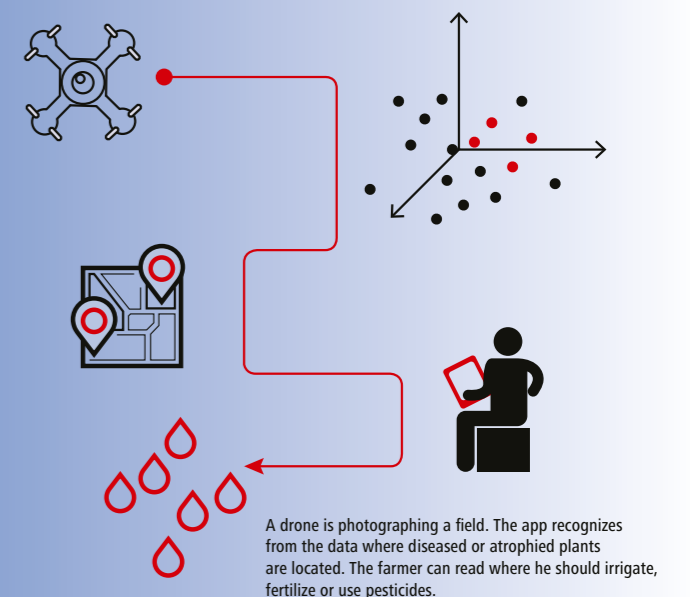 A drone is photographing a field. The app recognizes
from the data where diseased or atrophied plants
are located. The farmer can read where he should irrigate,
fertilize or use pesticides.